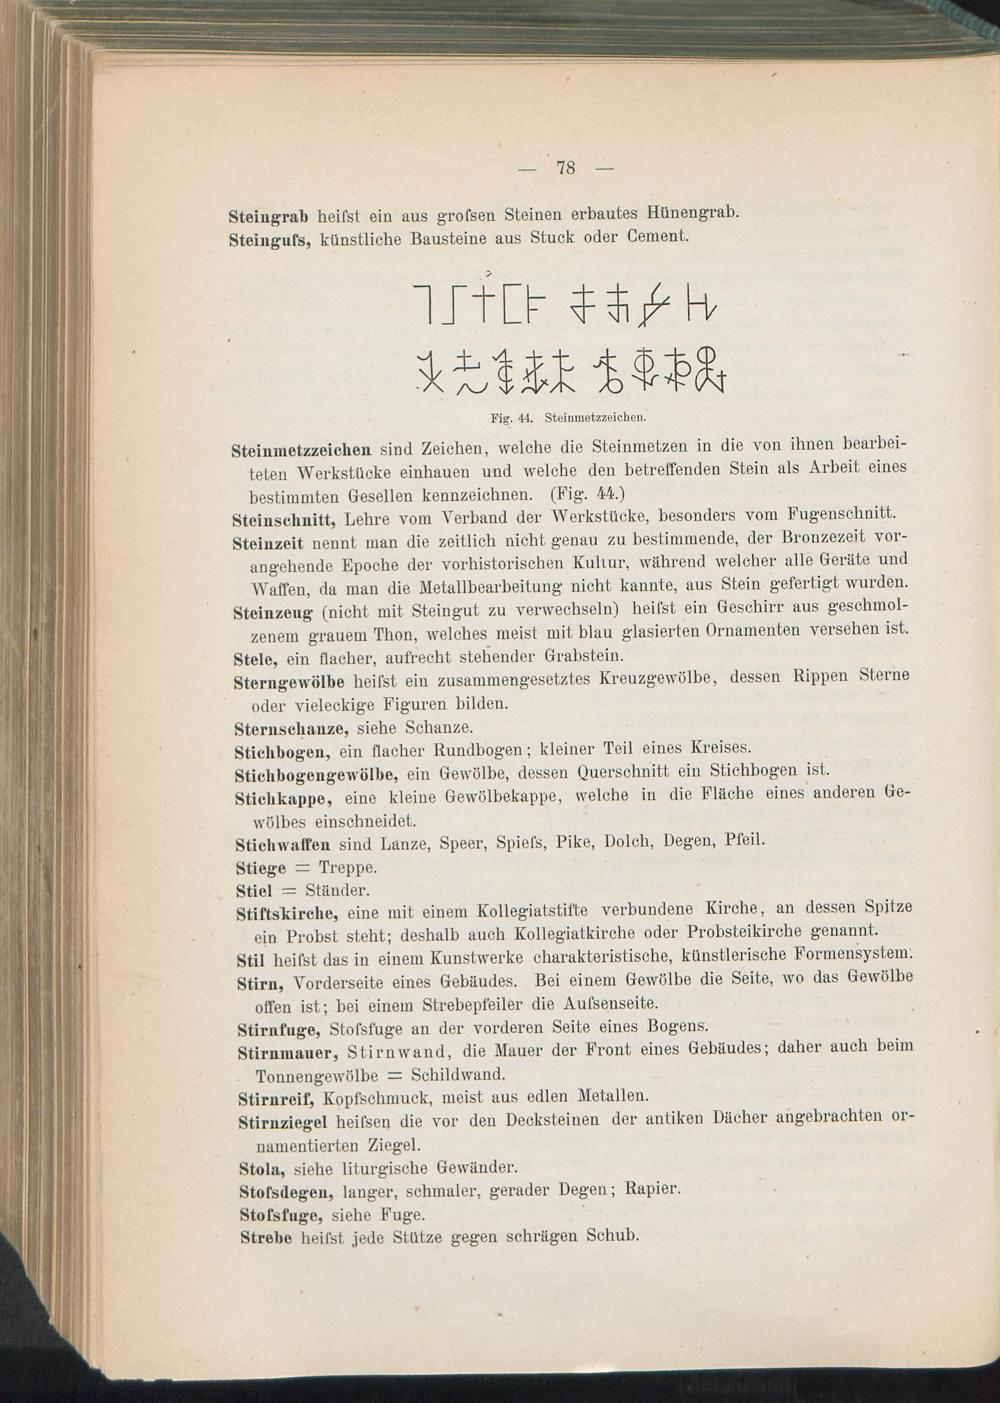 — 78 —
Steingrab heiſst ein aus groſsen Steinen erbautes Hünengrab.
Steinguſs, künstliche Bausteine aus Stuck oder Cement.
Fig. 44. Steinmetzzeichen.
Steinmetzzeichen sind Zeichen, welche die Steinmetzen in die von ihnen bearbei-
teten Werkstücke einhauen und welche den betreffenden Stein als Arbeit eines
bestimmten Gesellen kennzeichnen. (Fig. 44.)
Steinschnitt, Lehre vom Verband der Werkstücke, besonders vom Fugenschnitt.
Steinzeit nennt man die zeitlich nicht genau zu bestimmende, der Bronzezeit vor-
angehende Epoche der vorhistorischen Kultur, während welcher alle Geräte und
Waffen, da man die Metallbearbeitung nicht kannte, aus Stein gefertigt wurden.
Steinzeug (nicht mit Steingut zu verwechseln) heiſst ein Geschirr aus geschmol-
zenem grauem Thon, welches meist mit blau glasierten Ornamenten versehen ist.
Stele, ein flacher, aufrecht stehender Grabstein.
Sterngewölbe heiſst ein zusammengesetztes Kreuzgewölbe, dessen Rippen Sterne
oder vieleckige Figuren bilden.
Sternschanze, siehe Schanze.
Stichbogen, ein flacher Rundbogen; kleiner Teil eines Kreises.
Stichbogengewölbe, ein Gewölbe, dessen Querschnitt ein Stichbogen ist.
Stichkappe, eine kleine Gewölbekappe, welche in die Fläche eines anderen Ge-
wölbes einschneidet.
Stichwaffen sind Lanze, Speer, Spieſs, Pike, Dolch, Degen, Pfeil.
Stiege = Treppe.
Stiel = Ständer.
Stiftskirche, eine mit einem Kollegiatstifte verbundene Kirche, an dessen Spitze
ein Probst steht; deshalb auch Kollegiatkirche oder Probsteikirche genannt.
Stil heiſst das in einem Kunstwerke charakteristische, künstlerische Formensystem.
Stirn, Vorderseite eines Gebäudes. Bei einem Gewölbe die Seite, wo das Gewölbe
offen ist; bei einem Strebepfeiler die Auſsenseite.
Stirnfuge, Stoſsfuge an der vorderen Seite eines Bogens.
Stirnmauer, Stirnwand, die Mauer der Front eines Gebäudes; daher auch beim
Tonnengewölbe = Schildwand.
Stirnreif, Kopfschmuck, meist aus edlen Metallen.
Stirnziegel heiſsen die vor den Decksteinen der antiken Dächer angebrachten or-
namentierten Ziegel.
Stola, siehe liturgische Gewänder.
Stoſsdegen, langer, schmaler, gerader Degen; Rapier.
Stoſsfuge, siehe Fuge.
Strebe heiſst jede Stütze gegen schrägen Schub.